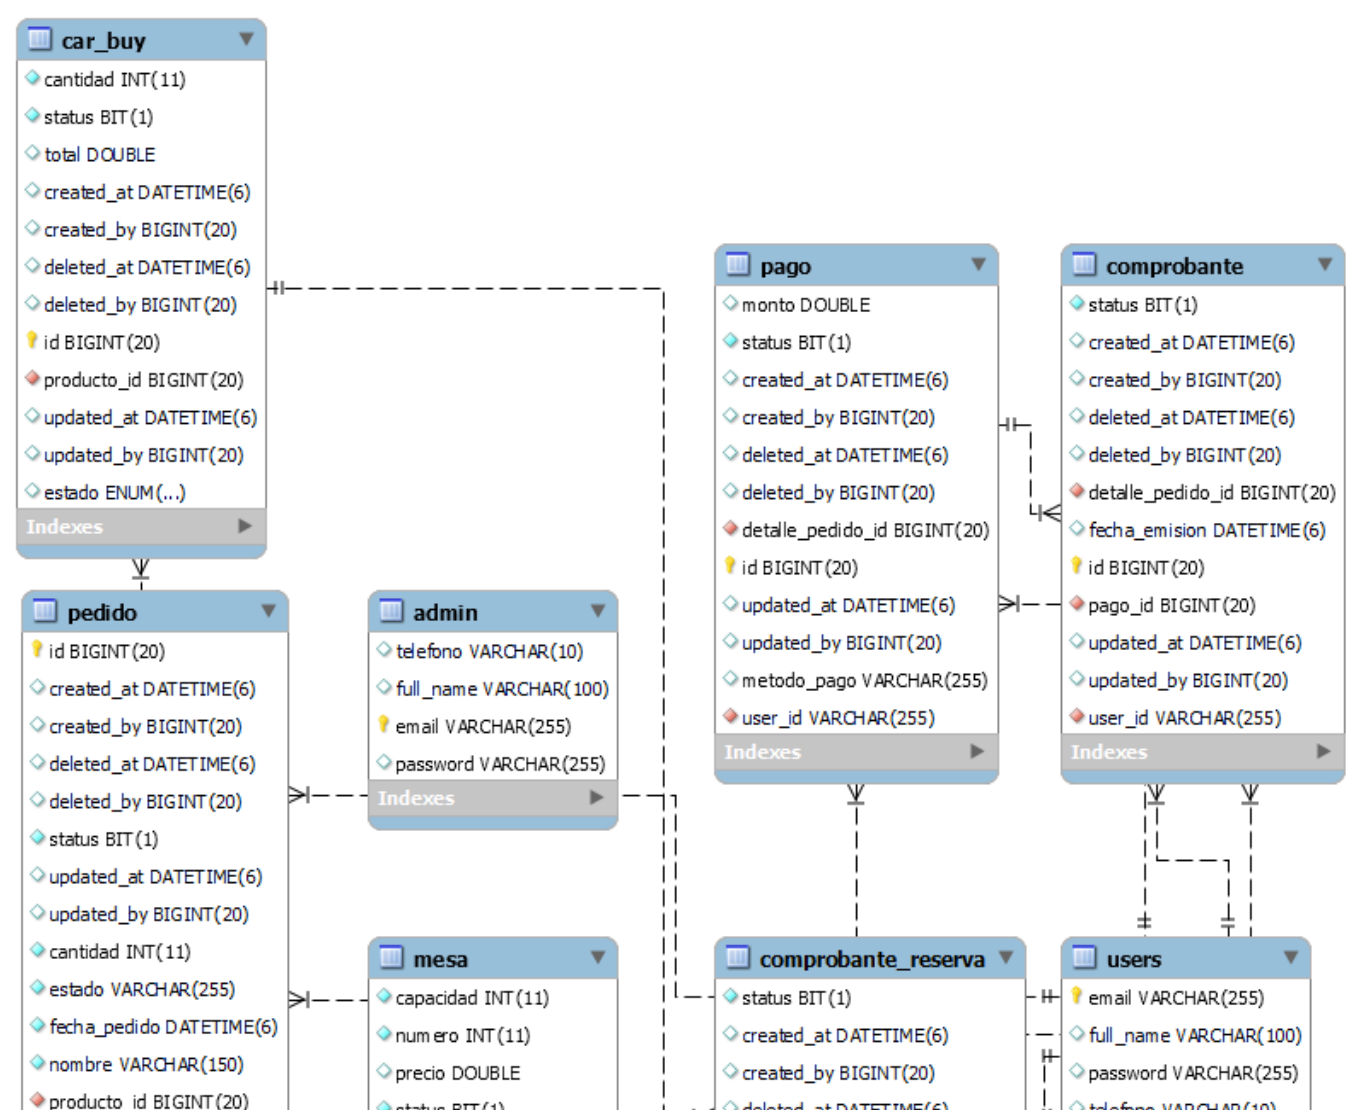 car_buy
cantidad INT(11)
status BIT(1)
total DOUBLE
created_at DATETIME(6)
created_by BIGINT(20)
deleted_at DATETIME(6)
deleted_by BIGINT(20)
id BIGINT(20)
producto_id BIGINT(20)
updated_at DATETIME(6)
updated_by BIGINT(20)
estado ENUM(...)
Indexes
pago
monto DOUBLE
status BIT(1)
created_at DATETIME(6)
created_by BIGINT(20)
deleted_at DATETIME(6)
deleted_by BIGINT(20)
detalle_pedido_id BIGINT(20)
id BIGINT(20)
updated_at DATETIME(6)
updated_by BIGINT(20)
metodo_pago VARCHAR(255)
user_id VARCHAR(255)
Indexes
comprobante
status BIT(1)
created_at DATETIME(6)
created_by BIGINT(20)
deleted_at DATETIME(6)
deleted_by BIGINT(20)
detalle_pedido_id BIGINT(20)
fecha_emision DATETIME(6)
id BIGINT(20)
pago_id BIGINT(20)
updated_at DATETIME(6)
updated_by BIGINT(20)
user_id VARCHAR(255)
Indexes
pedido
id BIGINT(20)
created_at DATETIME(6)
created_by BIGINT(20)
deleted_at DATETIME(6)
deleted_by BIGINT(20)
status BIT(1)
updated_at DATETIME(6)
updated_by BIGINT(20)
cantidad INT(11)
estado VARCHAR(255)
fecha_pedido DATETIME(6)
nombre VARCHAR(150)
producto_id BIGINT(20)
admin
telefono VARCHAR(10)
full_name VARCHAR(100)
email VARCHAR(255)
password VARCHAR(255)
Indexes
mesa
capacidad INT(11)
numero INT(11)
precio DOUBLE
status BIT(1)
comprobante_reserva
status BIT(1)
created_at DATETIME(6)
created_by BIGINT(20)
deleted_at DATETIME(6)
users
email VARCHAR(255)
full_name VARCHAR(100)
password VARCHAR(255)
telefono VARCHAR(10)